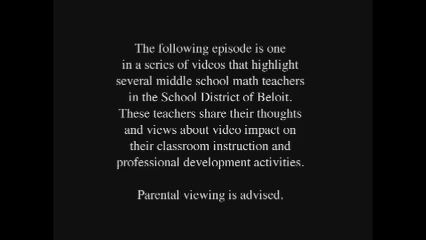 The following episode is one
in a series of videos that highlight
several middle school math teachers
in the School District of Beloit.
These teachers share their thoughts
and views about video impact on
their classroom instruction and
professional development activities.
Parental viewing is advised.